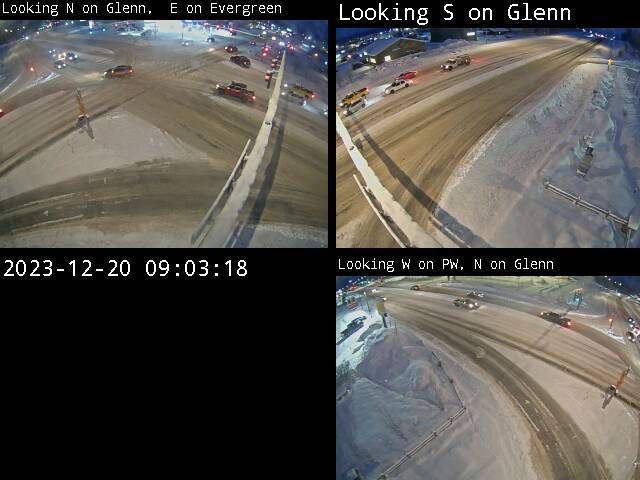 Looking N on Glenn,  E on Evergreen
Looking S on Glenn
2023-12-20 09:03:18
Looking W on PW, N on Glenn